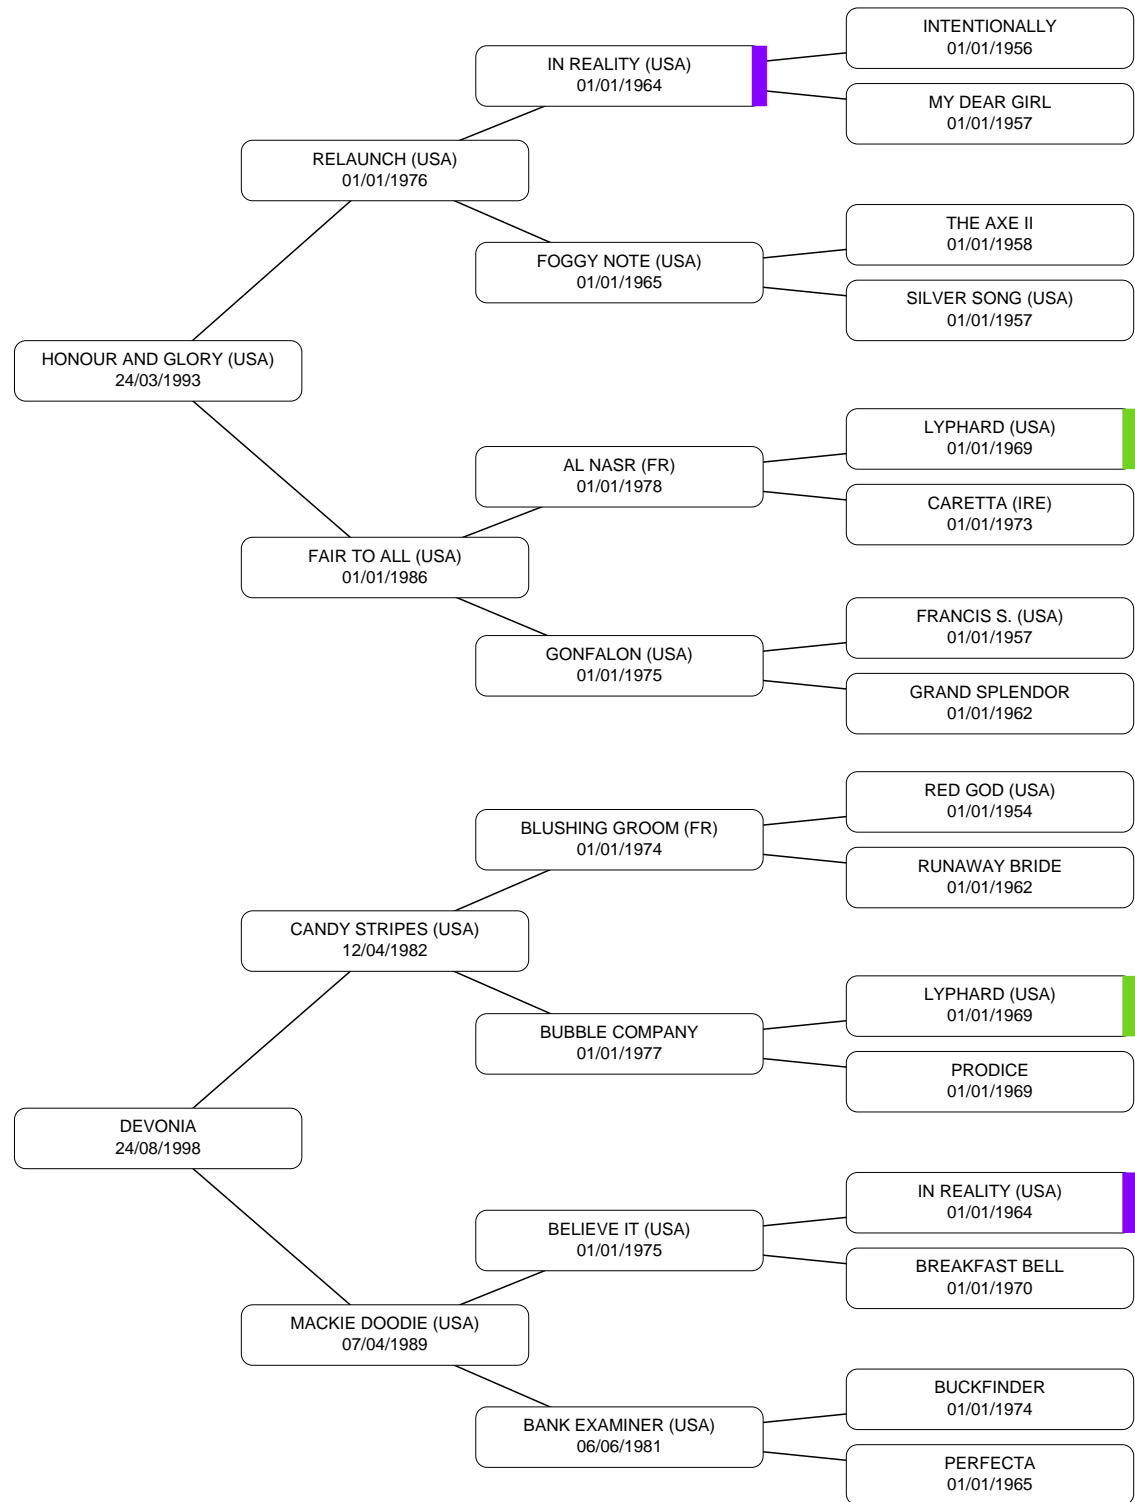 INTENTIONALLY
01/01/1956
IN REALITY (USA)
01/01/1964
MY DEAR GIRL
01/01/1957
RELAUNCH (USA)
01/01/1976
THE AXE II
01/01/1958
FOGGY NOTE (USA)
01/01/1965
SILVER SONG (USA)
01/01/1957
HONOUR AND GLORY (USA)
24/03/1993
LYPHARD (USA)
01/01/1969
AL NASR (FR)
01/01/1978
CARETTA (IRE)
01/01/1973
FAIR TO ALL (USA)
01/01/1986
FRANCIS S. (USA)
01/01/1957
GONFALON (USA)
01/01/1975
GRAND SPLENDOR
01/01/1962
RED GOD (USA)
01/01/1954
BLUSHING GROOM (FR)
01/01/1974
RUNAWAY BRIDE
01/01/1962
CANDY STRIPES (USA)
12/04/1982
LYPHARD (USA)
01/01/1969
BUBBLE COMPANY
01/01/1977
PRODICE
01/01/1969
DEVONIA
24/08/1998
IN REALITY (USA)
01/01/1964
BELIEVE IT (USA)
01/01/1975
BREAKFAST BELL
01/01/1970
MACKIE DOODIE (USA)
07/04/1989
BUCKFINDER
01/01/1974
BANK EXAMINER (USA)
06/06/1981
PERFECTA
01/01/1965